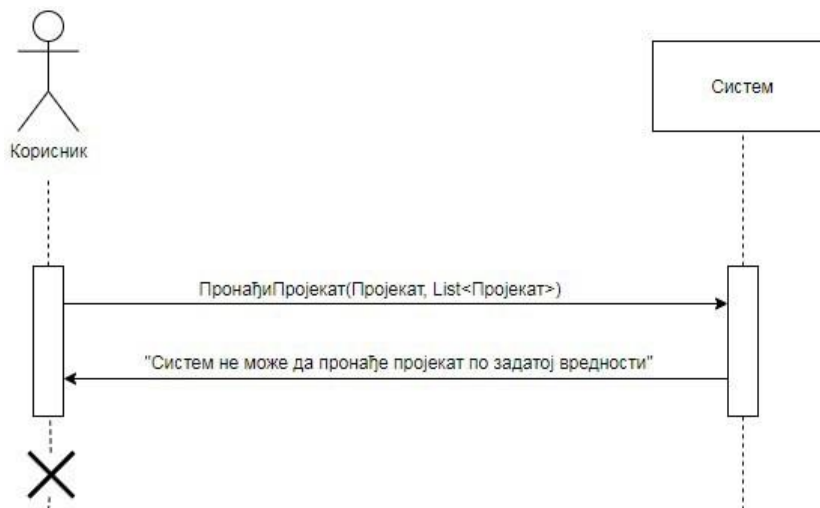 Систем
Корисник
ПронађиПројекат(Пројекат, List<Пројекат>)
"Систем не може да пронађе пројекат по задатој вредности"